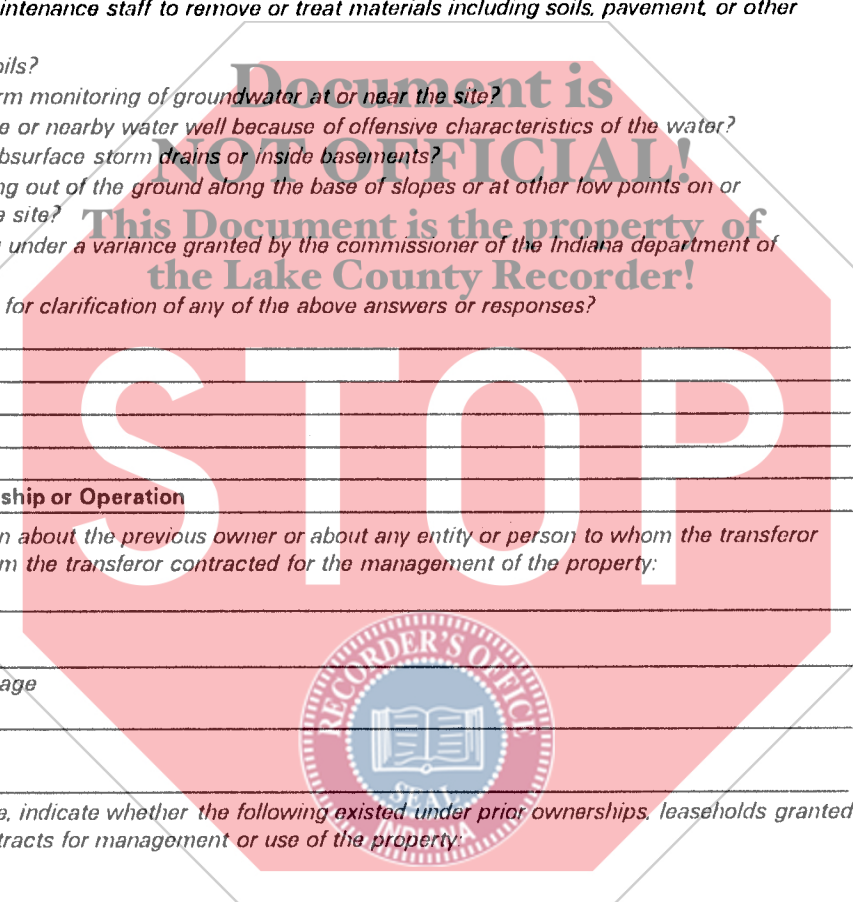 intenance staff to remove or treat materials including soils, pavement, or other
ils?
Document is
rm monitoring of groundwater at or near the site?
e or nearby water well because of offensive characteristics of the water?
bsurface storm drains or inside basements?
NOT OFFICIAL!
ng out of the ground along the base of slopes or at other low points on or
e site?
This Document is the property of
under a variance granted by the commissioner of the Indiana department of
the Lake County Recorder!
for clarification of any of the above answers or responses?
STOP
ship or Operation
n about the previous owner or about any entity or person to whom the transferor
m the transferor contracted for the management of the property:
RECORDER'S OFFICE
age
SEAL
INDIANA
e, indicate whether the following existed under prior ownerships, leaseholds granted
tracts for management or use of the property: